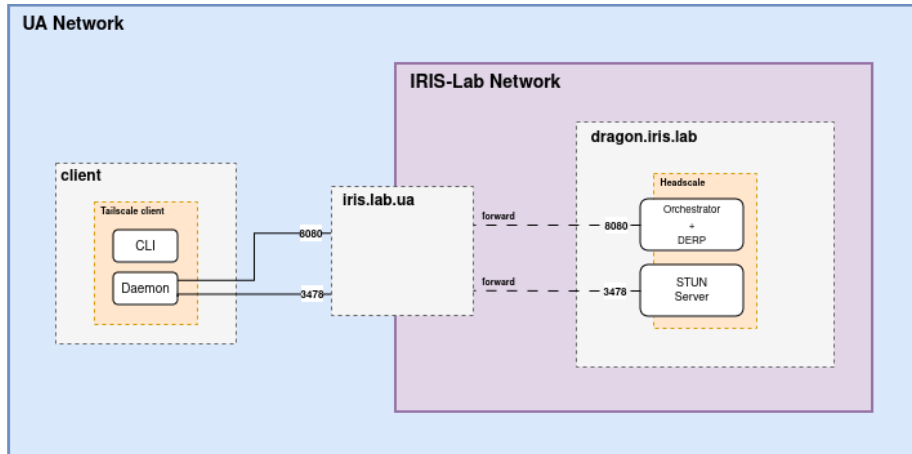 UA Network
IRIS-Lab Network
dragon.iris.lab
client
iris.lab.ua
Headscale
Tailscale client
forward
Orchestrator
+
DERP
8080
6080
CLI
forward
STUN
Server
3478
3478
Daemon